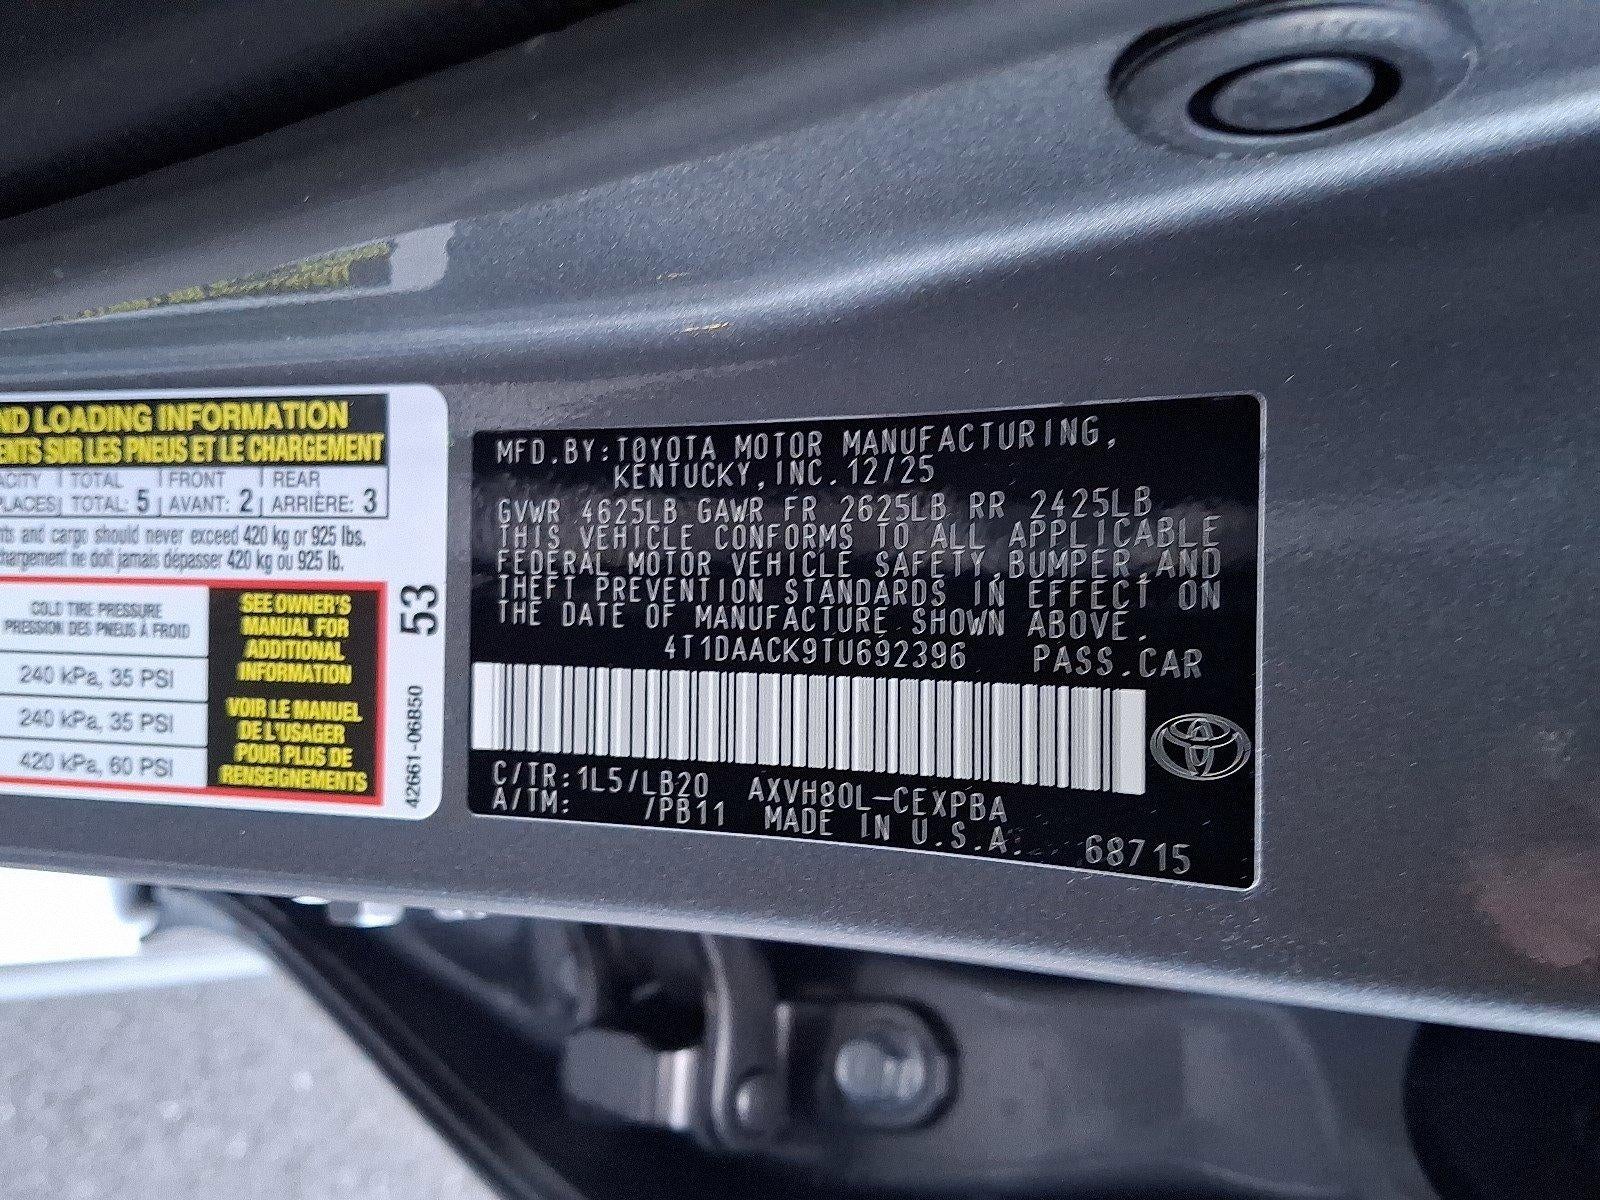 ND LOADING INFORMATION
ENTS SUR LES PNEUS ET LE CHARGEMENT
TOTAL FRONT REAR
PLACES TOTAL: 5 AVANT: 2 ARRIÈRE: 3
and cargo should never exceed 420 kg or 925 lbs.
chargement ne doit jamais dépasser 420 kg ou 925 lb.
COLD TIRE PRESSURE
PRESSION DES PNEUS À FROID
240 kPa, 35 PSI
240 kPa, 35 PSI
420 kPa, 60 PSI
SEE OWNER'S
MANUAL FOR
ADDITIONAL
INFORMATION
VOIR LE MANUEL
DE L'USAGER
POUR PLUS DE
RENSEIGNEMENTS
53
42661-06B50
MFD.BY:TOYOTA MOTOR MANUFACTURING,
KENTUCKY,INC.12/25
GVWR 4625LB GAWR FR 2625LB RR 2425LB
THIS VEHICLE CONFORMS TO ALL APPLICABLE
FEDERAL MOTOR VEHICLE SAFETY,BUMPER,AND
THEFT PREVENTION STANDARDS IN EFFECT ON
THE DATE OF MANUFACTURE SHOWN ABOVE.
4T1DAACK9TU692396 PASS.CAR
C/TR:1L5/LB20 AXVH80L-CEXPBA
A/TM: /PB11 MADE IN U.S.A. 68715